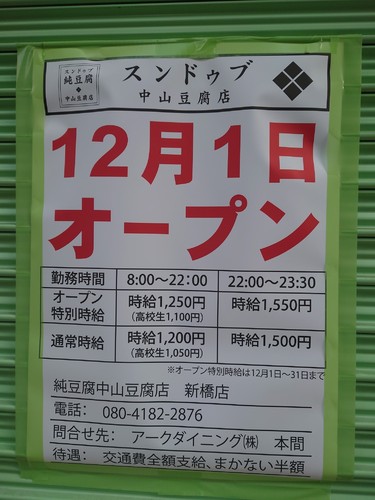 スンドゥブ
純豆腐
中山豆腐店
スンドゥブ
中山豆腐店
12月1日
オープン
勤務時間 8:00〜22:00 22:00〜23:30
オープン特別時給 時給1,250円 (高校生1,100円) 時給1,550円
通常時給 時給1,200円 (高校生1,050円) 時給1,500円
※オープン特別時給は12月1日〜31日まで
純豆腐中山豆腐店 新橋店
電話: 080-4182-2876
問合せ先: アークダイニング㈱ 本間
待遇: 交通費全額支給、まかない半額